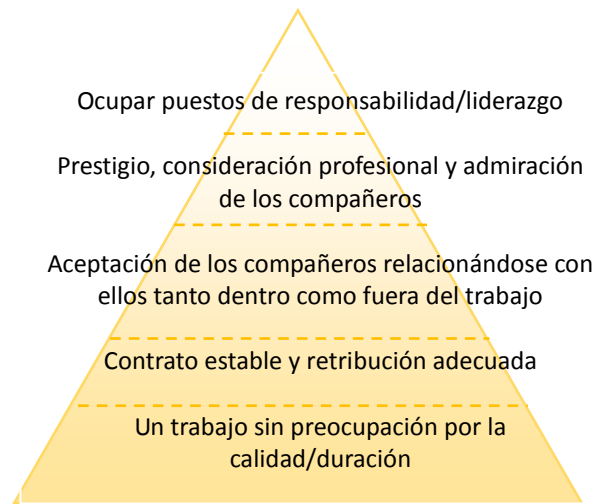 Ocupar puestos de responsabilidad/liderazgo
Prestigio, consideración profesional y admiración
de los compañeros
Aceptación de los compañeros relacionándose con
ellos tanto dentro como fuera del trabajo
Contrato estable y retribución adecuada
Un trabajo sin preocupación por la
calidad/duración